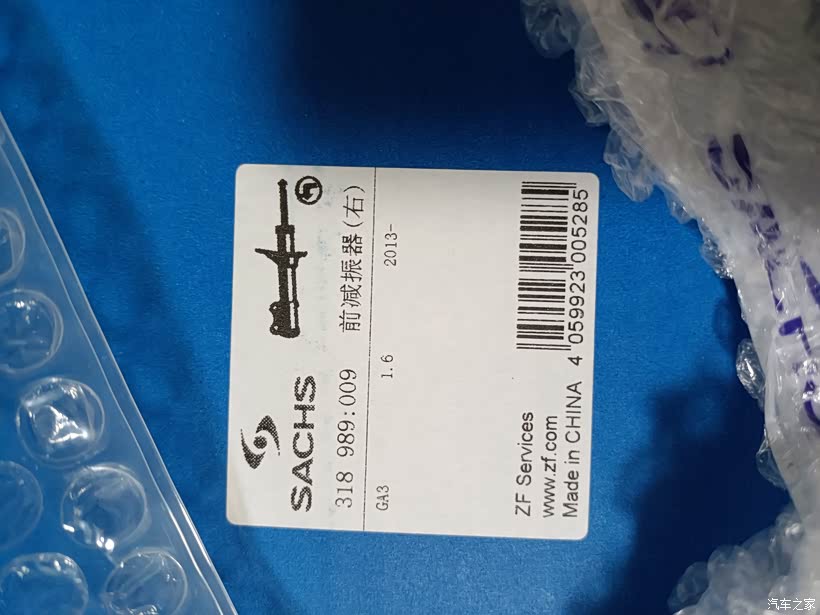 SACHS
318 989:009 前减振器(右)
GA3 1.6 2013-
ZF Services
www.zf.com
Made in CHINA
4 059923 005285
汽车之家